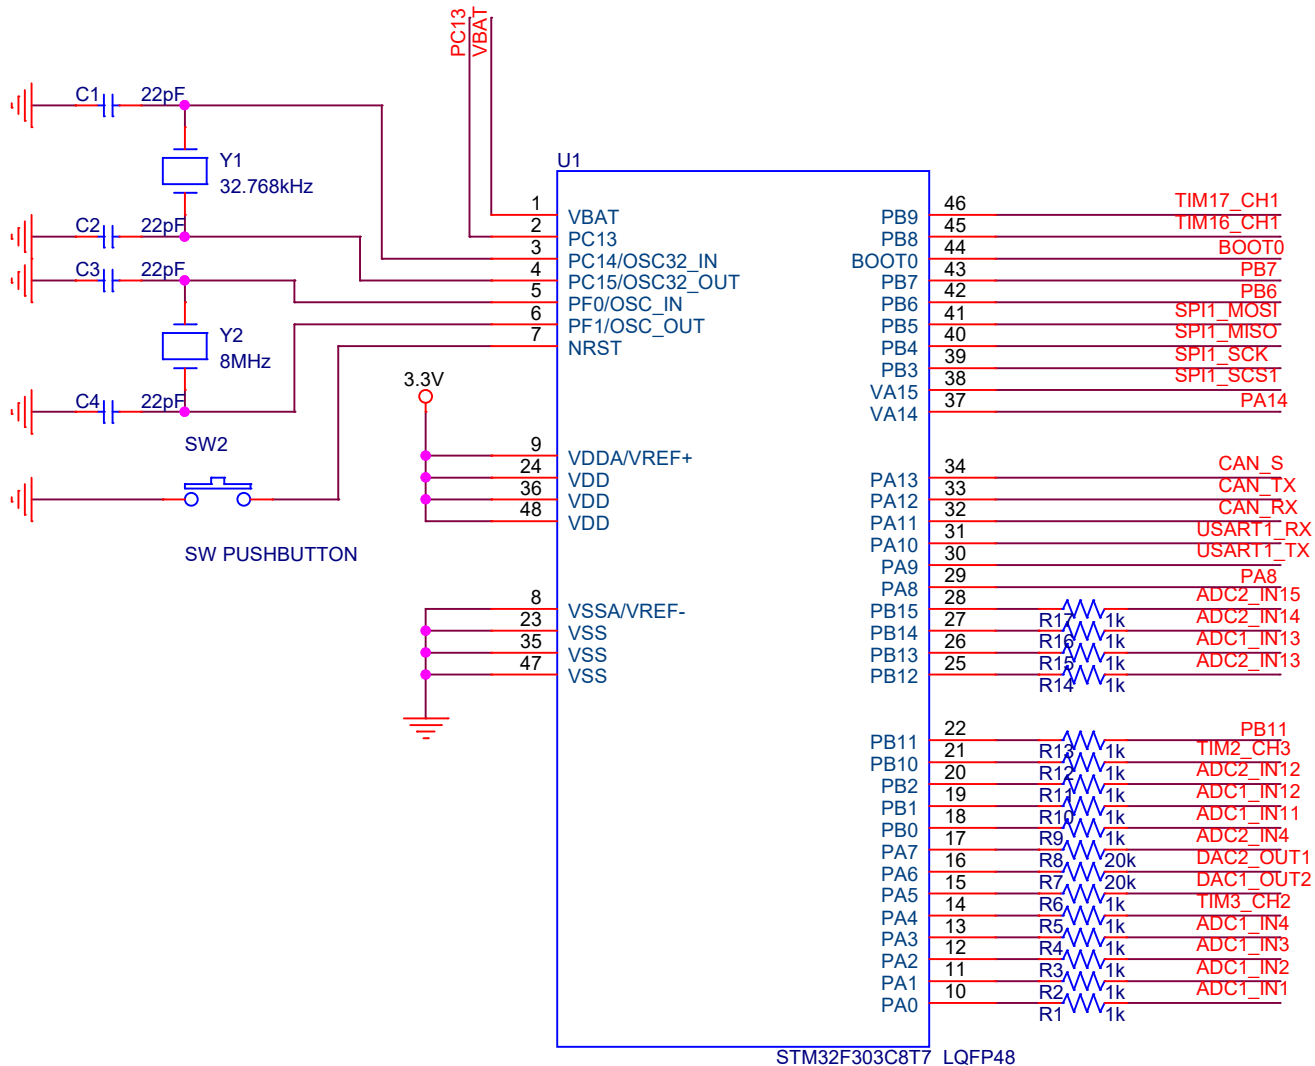 PC13
VBAT
C1 22pF
Y1
32.768kHz
C2 22pF
C3 22pF
Y2
8MHz
C4 22pF
SW2
SW PUSHBUTTON
3.3V
U1
1 VBAT
2 PC13
3 PC14/OSC32_IN
4 PC15/OSC32_OUT
5 PF0/OSC_IN
6 PF1/OSC_OUT
7 NRST
9 VDDA/VREF+
24 VDD
36 VDD
48 VDD
8 VSSA/VREF-
23 VSS
35 VSS
47 VSS
PB9 46 TIM17_CH1
PB8 45 TIM16_CH1
BOOT0 44 BOOT0
PB7 43 PB7
PB6 42 PB6
PB5 41 SPI1_MOSI
PB4 40 SPI1_MISO
PB3 39 SPI1_SCK
VA15 38 SPI1_SCS1
VA14 37 PA14
PA13 34 CAN_S
PA12 33 CAN_TX
PA11 32 CAN_RX
PA10 31 USART1_RX
PA9 30 USART1_TX
PA8 29 PA8
PB15 28 R17 1k ADC2_IN15
PB14 27 R16 1k ADC2_IN14
PB13 26 R15 1k ADC1_IN13
PB12 25 R14 1k ADC2_IN13
PB11 22 R13 1k PB11
PB10 21 R12 1k TIM2_CH3
PB2 20 R11 1k ADC2_IN12
PB1 19 R10 1k ADC1_IN12
PB0 18 R9 1k ADC1_IN11
PA7 17 R8 20k ADC2_IN4
PA6 16 R7 20k DAC2_OUT1
PA5 15 R6 1k DAC1_OUT2
PA4 14 R5 1k TIM3_CH2
PA3 13 R4 1k ADC1_IN4
PA2 12 R3 1k ADC1_IN3
PA1 11 R2 1k ADC1_IN2
PA0 10 R1 1k ADC1_IN1
STM32F303C8T7 LQFP48